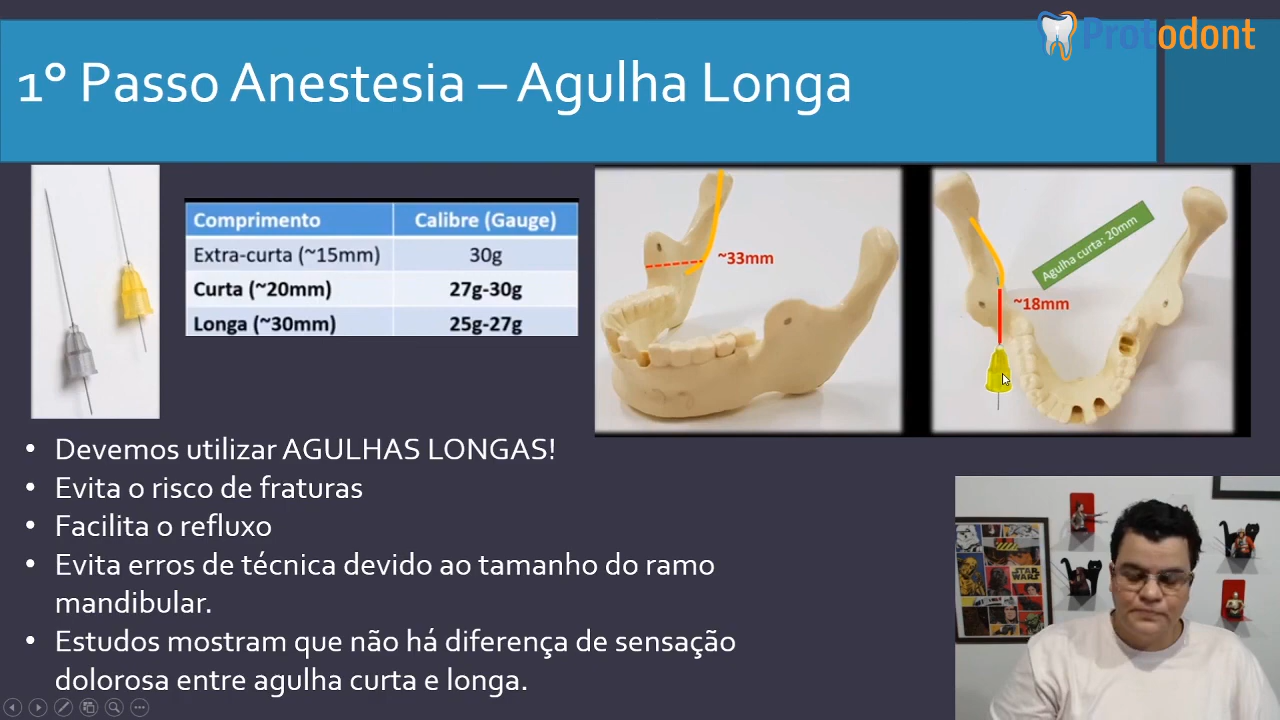 Protodont
1° Passo Anestesia – Agulha Longa
Comprimento Calibre (Gauge)
Extra-curta (~15mm) 30g
Curta (~20mm) 27g-30g
Longa (~30mm) 25g-27g
~33mm
Agulha curta: 20mm
~18mm
• Devemos utilizar AGULHAS LONGAS!
• Evita o risco de fraturas
• Facilita o refluxo
• Evita erros de técnica devido ao tamanho do ramo
mandibular.
• Estudos mostram que não há diferença de sensação
dolorosa entre agulha curta e longa.
STAR
WARS